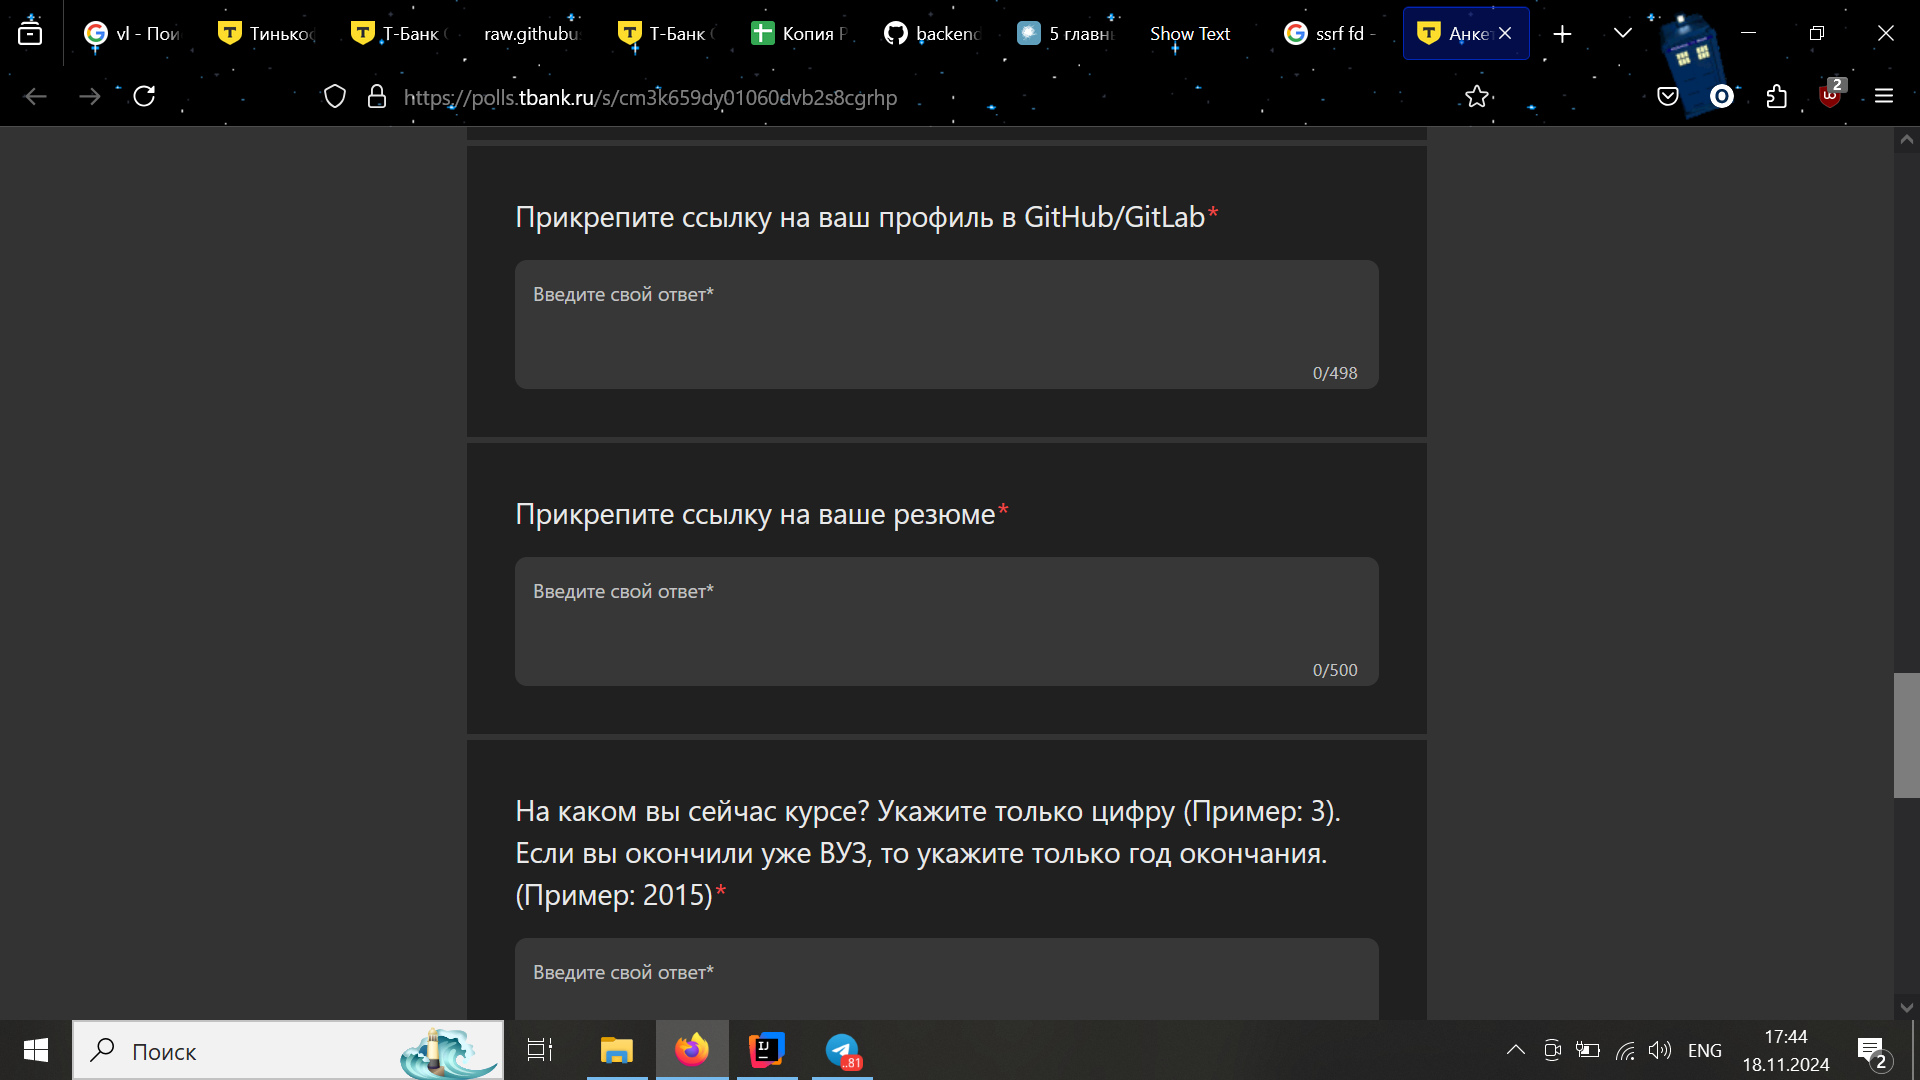 vl - Пои
Тинько
Т-Банк
raw.githubu
Т-Банк
Копия Р
backend
5 главн
Show Text
ssrf fd -
Анке
https://polls.tbank.ru/s/cm3k659dy01060dvb2s8cgrhp
2
Прикрепите ссылку на ваш профиль в GitHub/GitLab*
Введите свой ответ*
0/498
Прикрепите ссылку на ваше резюме*
Введите свой ответ*
0/500
На каком вы сейчас курсе? Укажите только цифру (Пример: 3).
Если вы окончили уже ВУЗ, то укажите только год окончания.
(Пример: 2015)*
Введите свой ответ*
Поиск
..81
ENG
17:44
18.11.2024
2